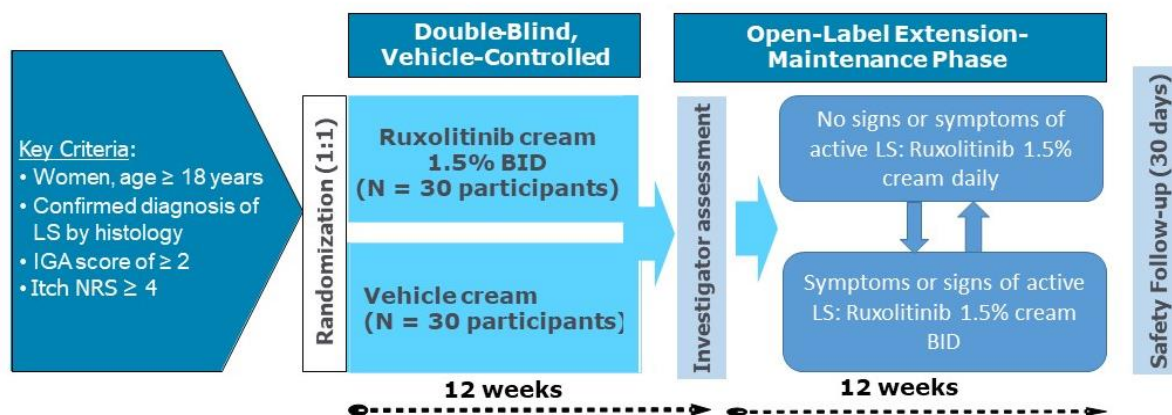 Key Criteria:
• Women, age ≥ 18 years
• Confirmed diagnosis of
LS by histology
• IGA score of ≥ 2
• Itch NRS ≥ 4
Randomization (1:1)
Double-Blind,
Vehicle-Controlled
Ruxolitinib cream
1.5% BID
(N = 30 participants)
Vehicle cream
(N = 30 participants)
12 weeks
Investigator assessment
Open-Label Extension-
Maintenance Phase
No signs or symptoms of
active LS: Ruxolitinib 1.5%
cream daily
Symptoms or signs of active
LS: Ruxolitinib 1.5% cream
BID
12 weeks
Safety Follow-up (30 days)